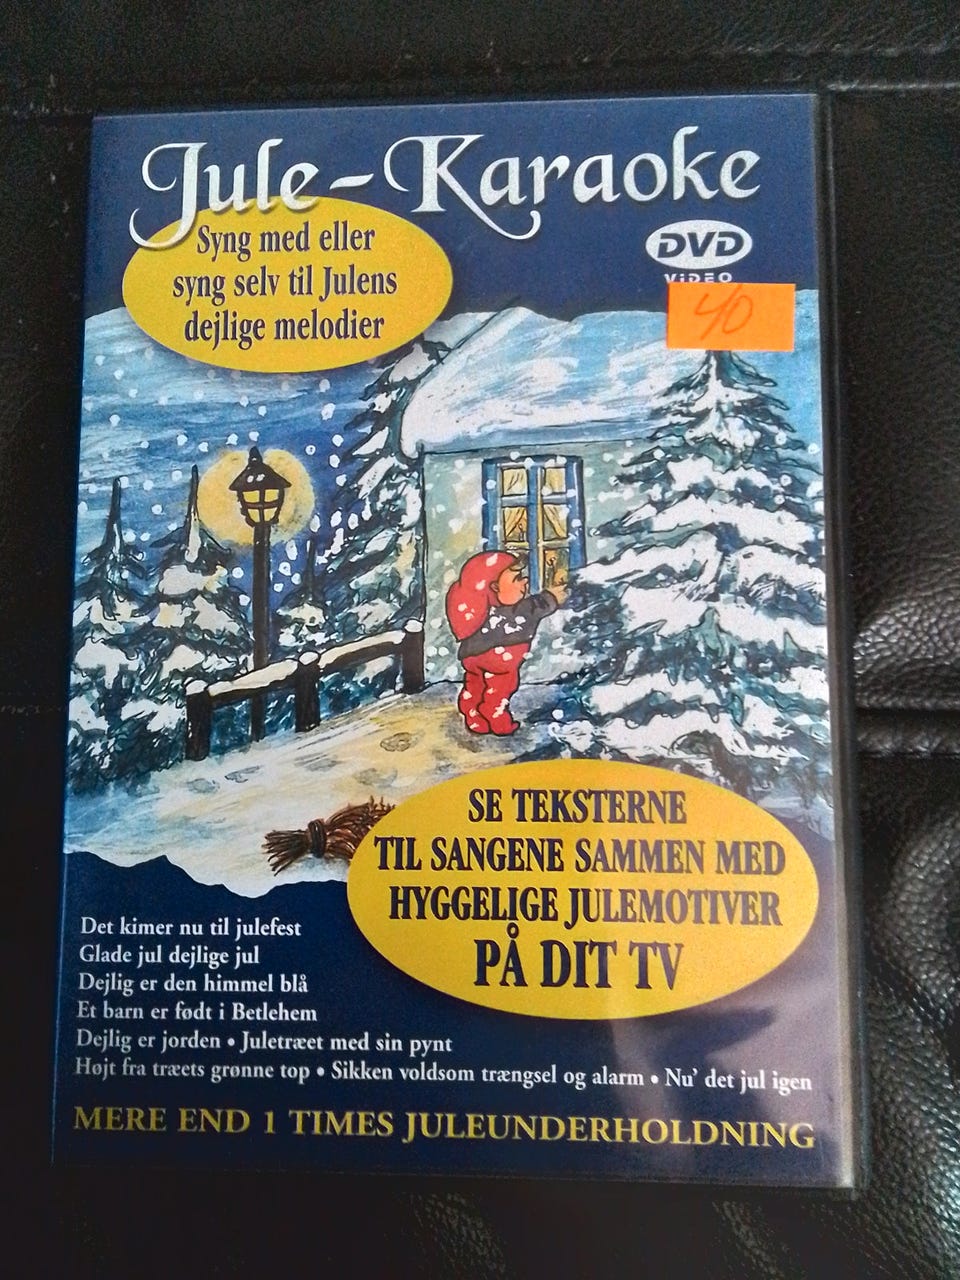 Jule-Karaoke
Syng med eller
syng selv til Julens
dejlige melodier
DVD
VIDEO
40
SE TEKSTERNE
TIL SANGENE SAMMEN MED
HYGGELIGE JULEMOTIVER
PÅ DIT TV
Det kimer nu til julefest
Glade jul dejlige jul
Dejlig er den himmel blå
Et barn er født i Betlehem
Dejlig er jorden • Juletræet med sin pynt
Højt fra træets grønne top • Sikken voldsom trængsel og alarm • Nu' det jul igen
MERE END 1 TIMES JULEUNDERHOLDNING